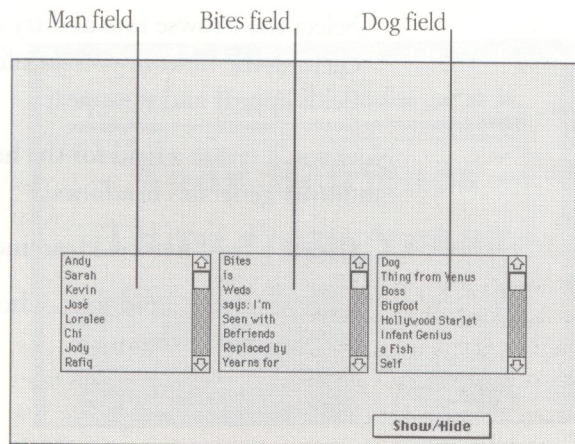 Man field
Bites field
Dog field
Andy
Sarah
Kevin
José
Loralee
Chi
Jody
Rafiq
Bites
is
Weds
says: I'm
Seen with
Befriends
Replaced by
Yearns for
Dog
Thing from Venus
Boss
Bigfoot
Hollywood Starlet
Infant Genius
a Fish
Self
Show/Hide